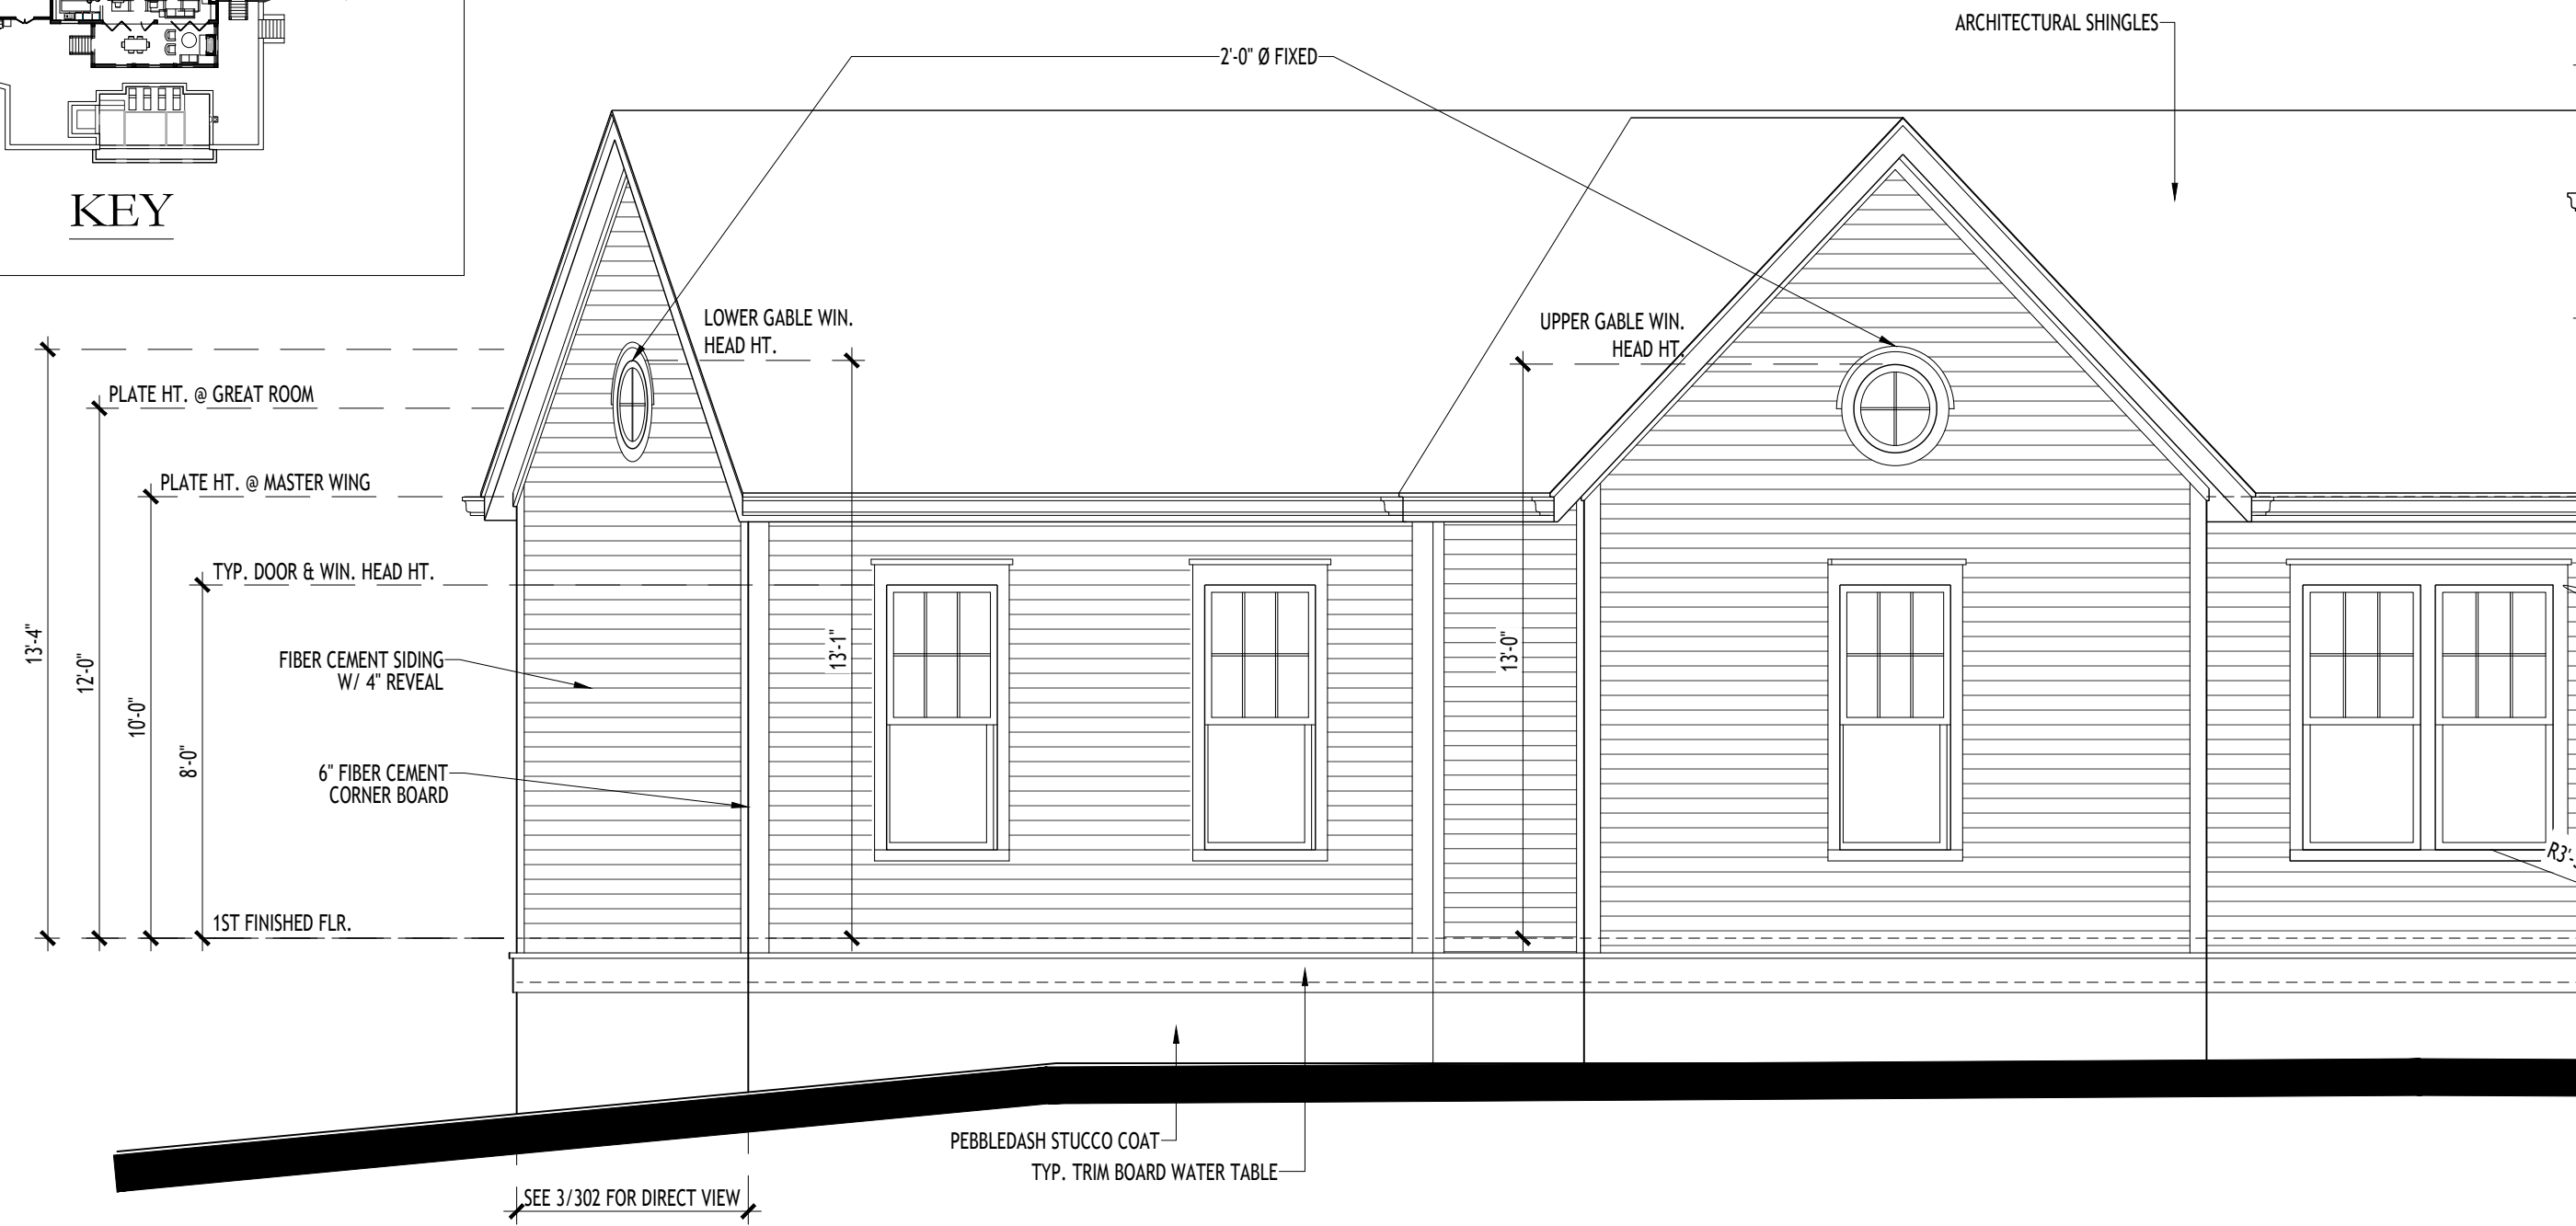 ARCHITECTURAL SHINGLES
2'-0" Ø FIXED
KEY
LOWER GABLE WIN.
HEAD HT.
UPPER GABLE WIN.
HEAD HT.
PLATE HT. @ GREAT ROOM
PLATE HT. @ MASTER WING
TYP. DOOR & WIN. HEAD HT.
13'-4"
12'-0"
10'-0"
8'-0"
13'-1"
13'-0"
FIBER CEMENT SIDING
W/ 4" REVEAL
6" FIBER CEMENT
CORNER BOARD
1ST FINISHED FLR.
PEBBLEDASH STUCCO COAT
TYP. TRIM BOARD WATER TABLE
SEE 3/302 FOR DIRECT VIEW